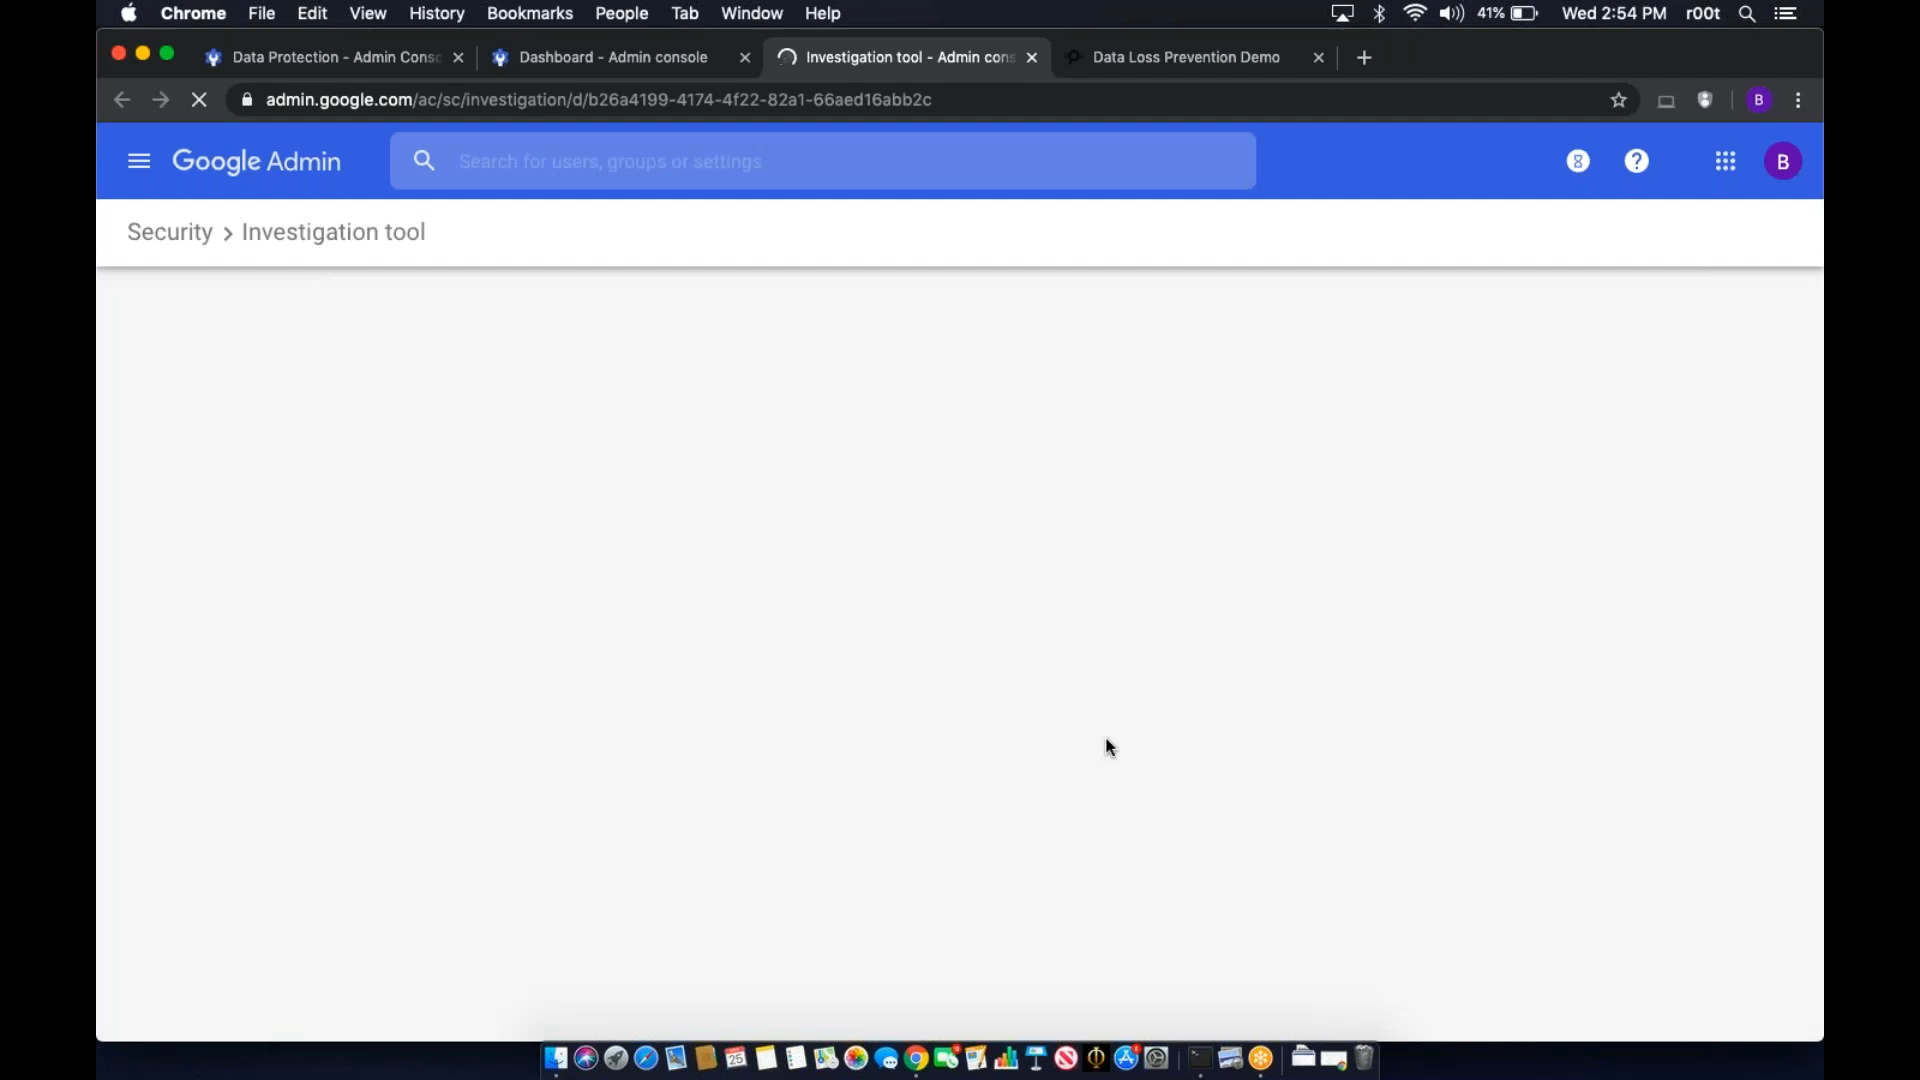 Chrome File Edit View History Bookmarks People Tab Window Help 41% Wed 2:54 PM r00t
Data Protection - Admin Conso Dashboard - Admin console Investigation tool - Admin cons Data Loss Prevention Demo
admin.google.com/ac/sc/investigation/d/b26a4199-4174-4f22-82a1-66aed16abb2c B
Google Admin Search for users, groups or settings 8 ? B
Security > Investigation tool
25